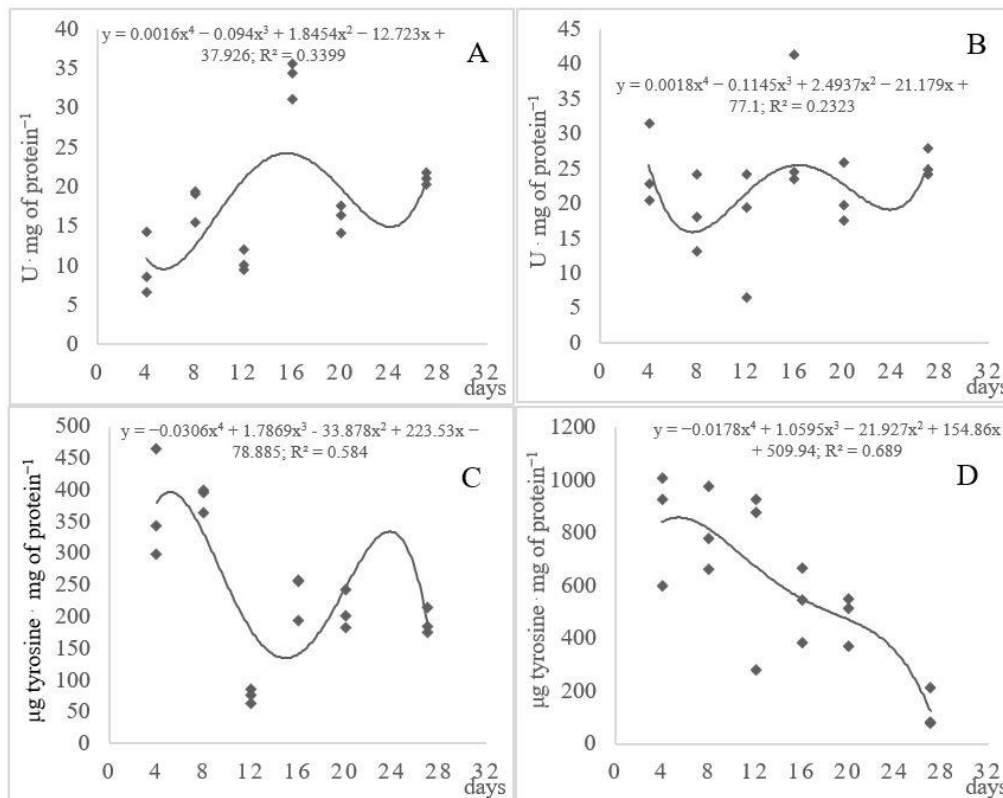 y = 0.0016x⁴ − 0.094x³ + 1.8454x² − 12.723x +
37.926; R² = 0.3399
A
U · mg of protein⁻¹
40
35
30
25
20
15
10
5
0
0 4 8 12 16 20 24 28 32
days
B
y = 0.0018x⁴ − 0.1145x³ + 2.4937x² − 21.179x +
77.1; R² = 0.2323
U · mg of protein⁻¹
45
40
35
30
25
20
15
10
5
0
0 4 8 12 16 20 24 28 32
days
y = −0.0306x⁴ + 1.7869x³ - 33.878x² + 223.53x −
78.885; R² = 0.584
C
µg tyrosine · mg of protein⁻¹
500
450
400
350
300
250
200
150
100
50
0
0 4 8 12 16 20 24 28 32
days
y = −0.0178x⁴ + 1.0595x³ − 21.927x² + 154.86x
+ 509.94; R² = 0.689
D
µg tyrosine · mg of protein⁻¹
1200
1000
800
600
400
200
0
0 4 8 12 16 20 24 28 32
days